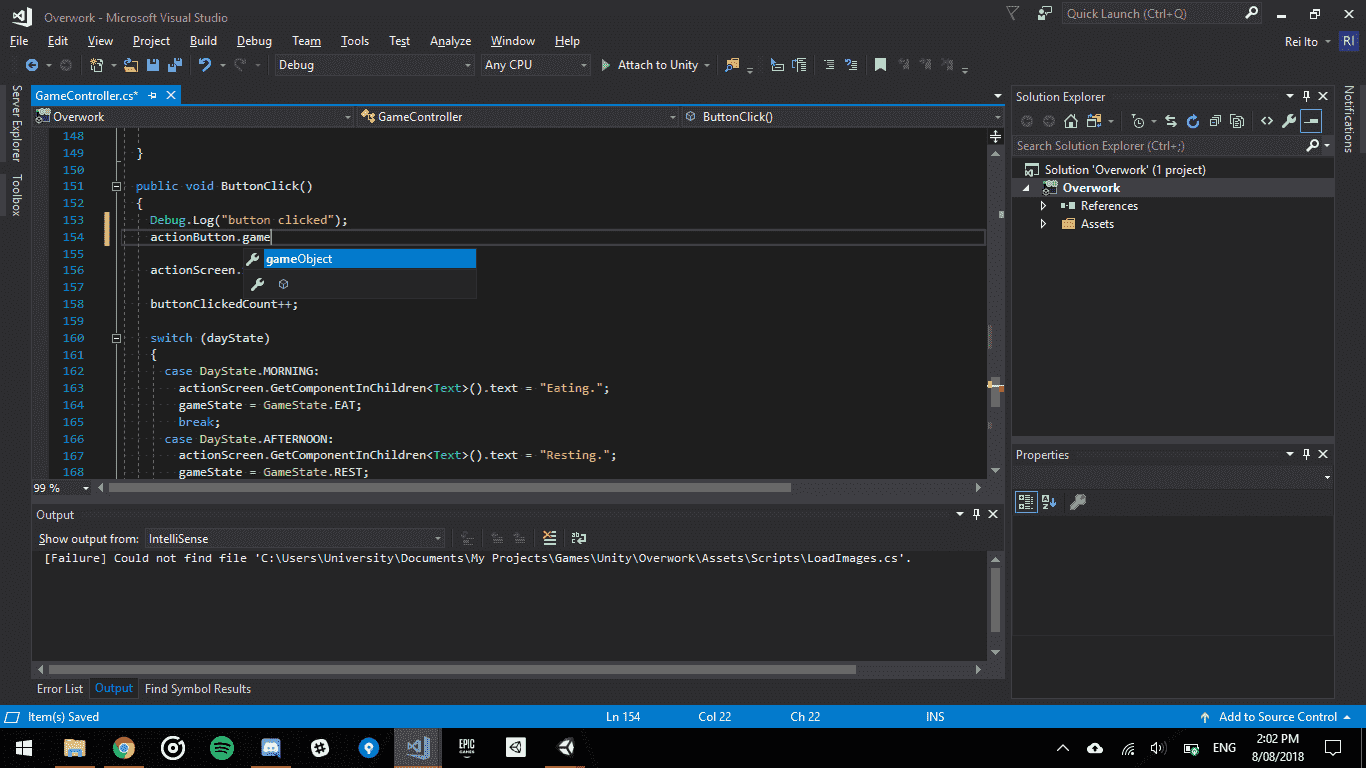 Overwork - Microsoft Visual Studio
Quick Launch (Ctrl+Q)
File Edit View Project Build Debug Team Tools Test Analyze Window Help
Rei Ito RI
Debug Any CPU Attach to Unity
Server Explorer
Toolbox
GameController.cs*
Overwork GameController ButtonClick()
148
149 }
150
151 public void ButtonClick()
152 {
153 Debug.Log("button clicked");
154 actionButton.game
155 gameObject
156 actionScreen.
157
158 buttonClickedCount++;
159
160 switch (dayState)
161 {
162 case DayState.MORNING:
163 actionScreen.GetComponentInChildren<Text>().text = "Eating.";
164 gameState = GameState.EAT;
165 break;
166 case DayState.AFTERNOON:
167 actionScreen.GetComponentInChildren<Text>().text = "Resting.";
168 gameState = GameState.REST;
99 %
Output
Show output from: IntelliSense
[Failure] Could not find file 'C:\Users\University\Documents\My Projects\Games\Unity\Overwork\Assets\Scripts\LoadImages.cs'.
Error List Output Find Symbol Results
Solution Explorer
Search Solution Explorer (Ctrl+;)
Solution 'Overwork' (1 project)
Overwork
References
Assets
Properties
Notifications
Item(s) Saved Ln 154 Col 22 Ch 22 INS Add to Source Control
EPIC GAMES
ENG
2:02 PM
8/08/2018